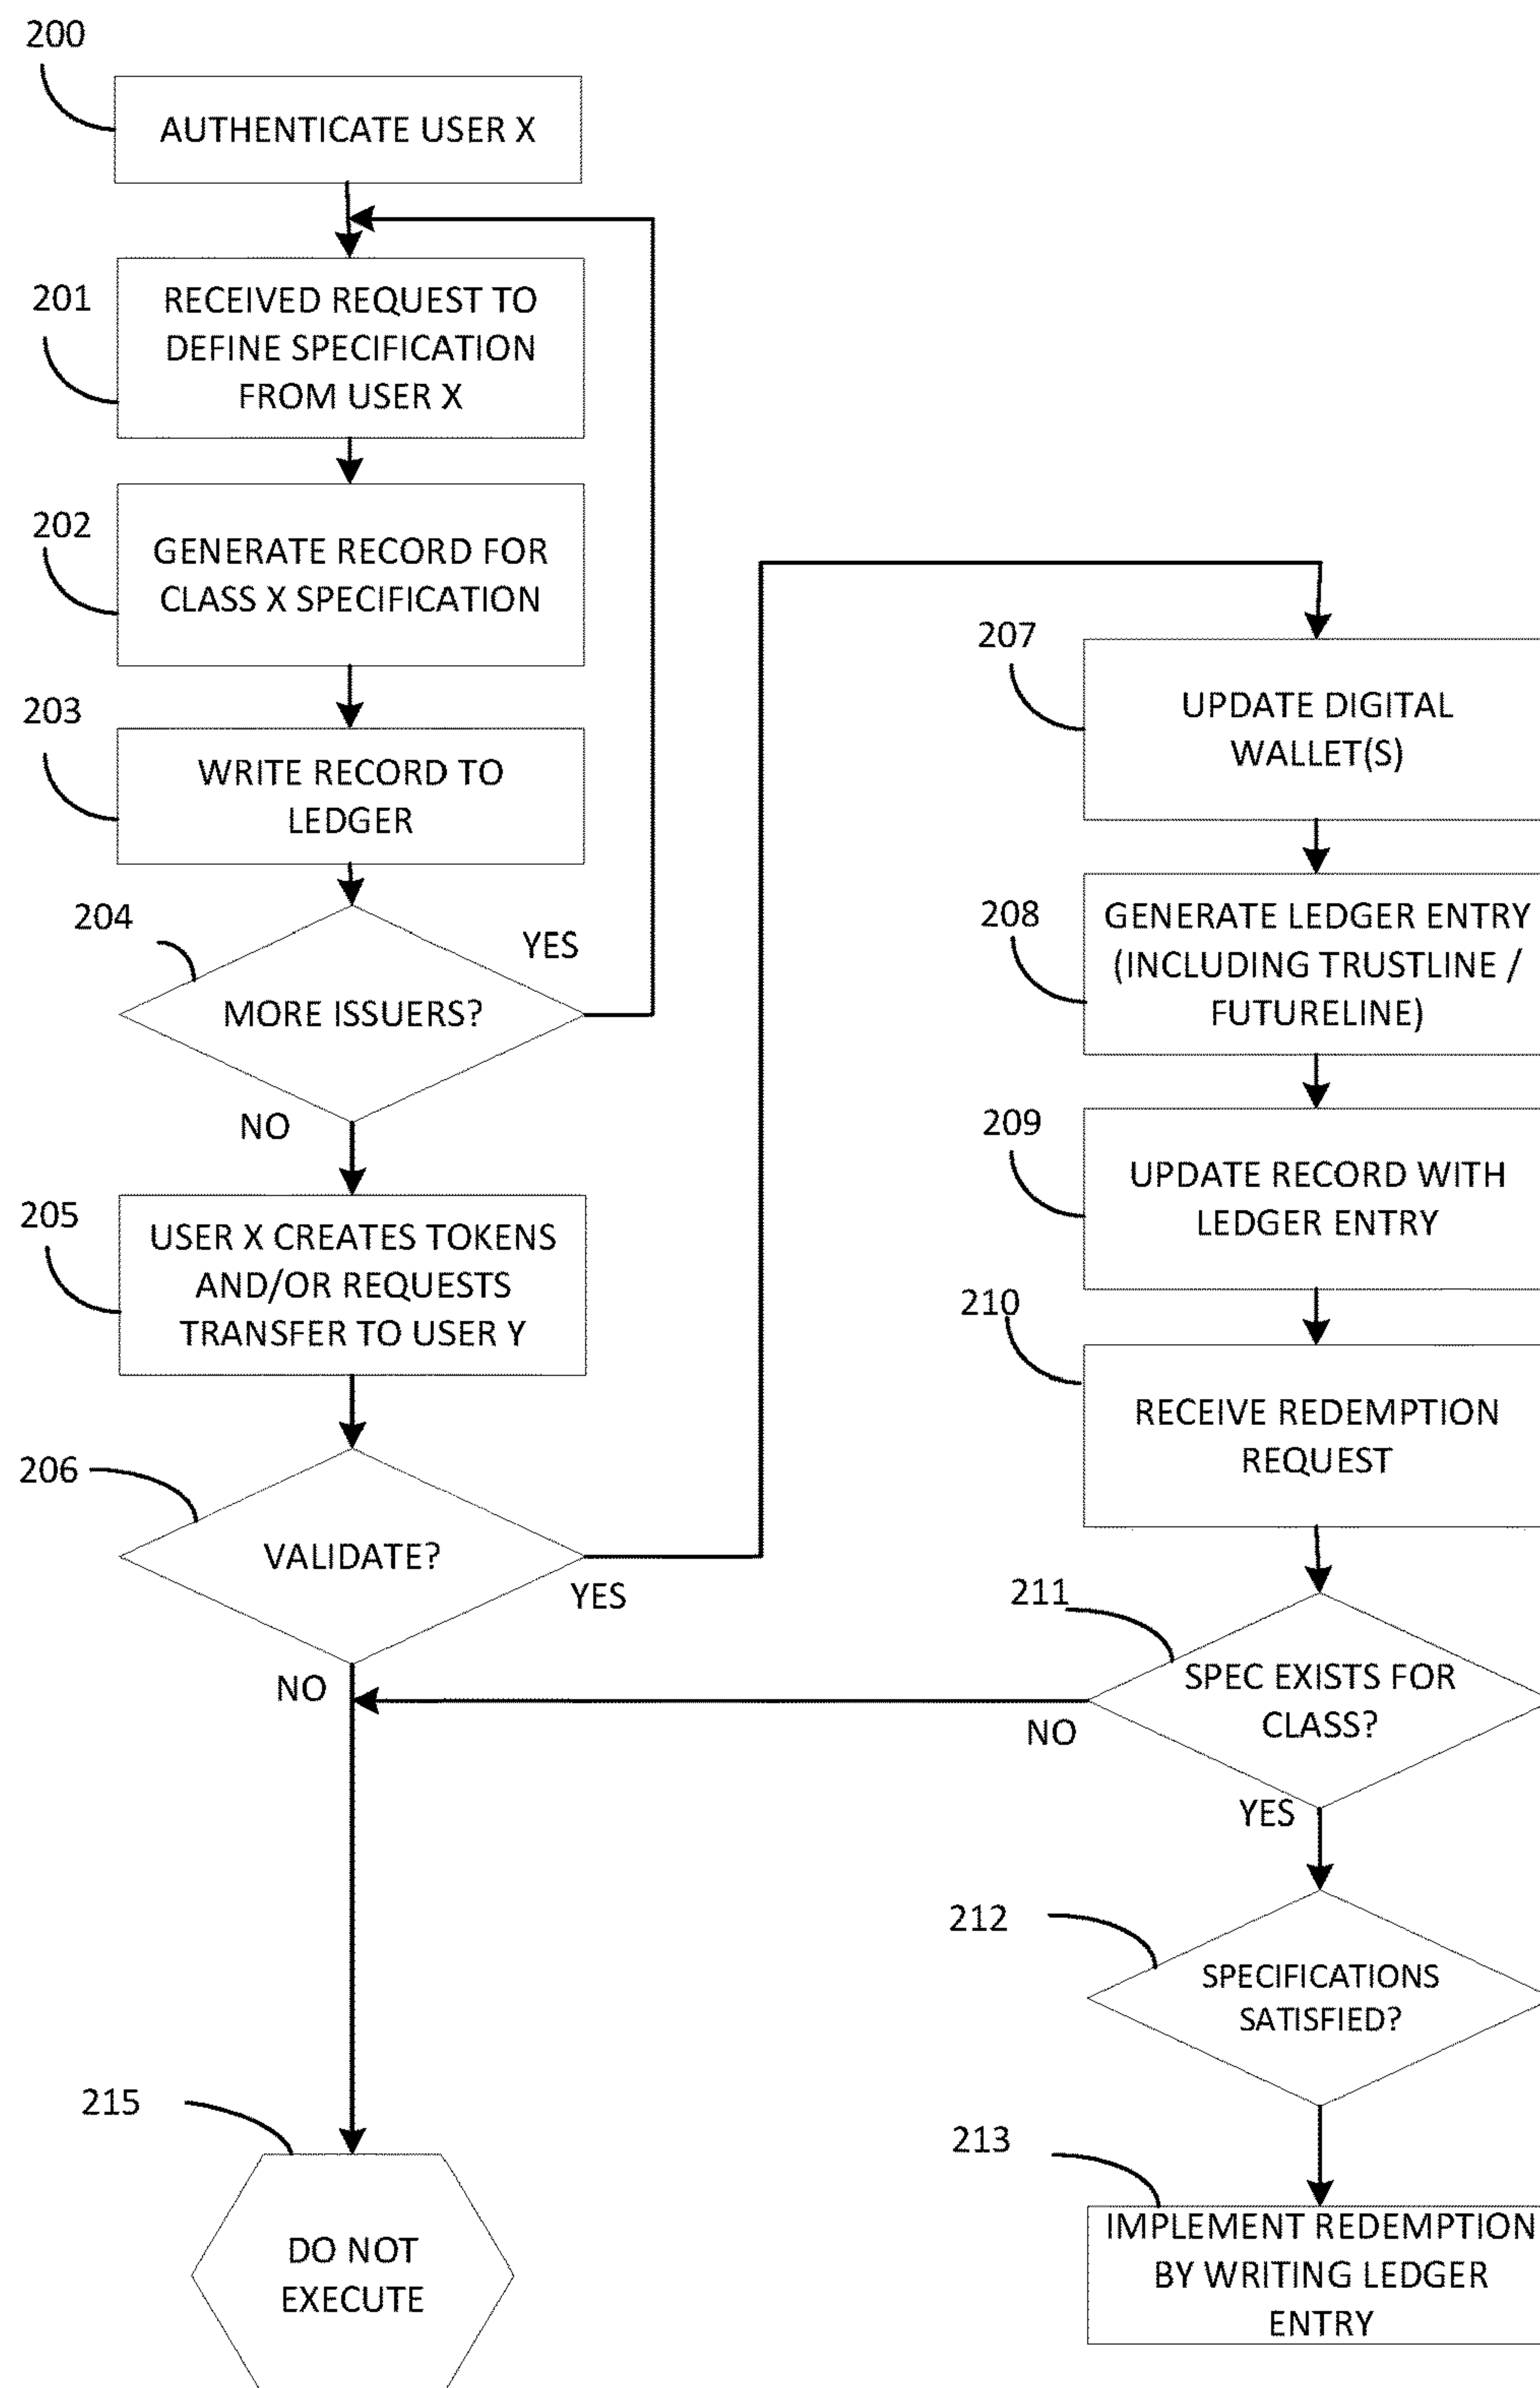 200
AUTHENTICATE USER X
201
RECEIVED REQUEST TO
DEFINE SPECIFICATION
FROM USER X
202
GENERATE RECORD FOR
CLASS X SPECIFICATION
203
WRITE RECORD TO
LEDGER
204
YES
MORE ISSUERS?
NO
205
USER X CREATES TOKENS
AND/OR REQUESTS
TRANSFER TO USER Y
206
VALIDATE?
YES
NO
207
UPDATE DIGITAL
WALLET(S)
208
GENERATE LEDGER ENTRY
(INCLUDING TRUSTLINE /
FUTURELINE)
209
UPDATE RECORD WITH
LEDGER ENTRY
210
RECEIVE REDEMPTION
REQUEST
211
SPEC EXISTS FOR
CLASS?
NO
YES
212
SPECIFICATIONS
SATISFIED?
213
IMPLEMENT REDEMPTION
BY WRITING LEDGER
ENTRY
215
DO NOT
EXECUTE